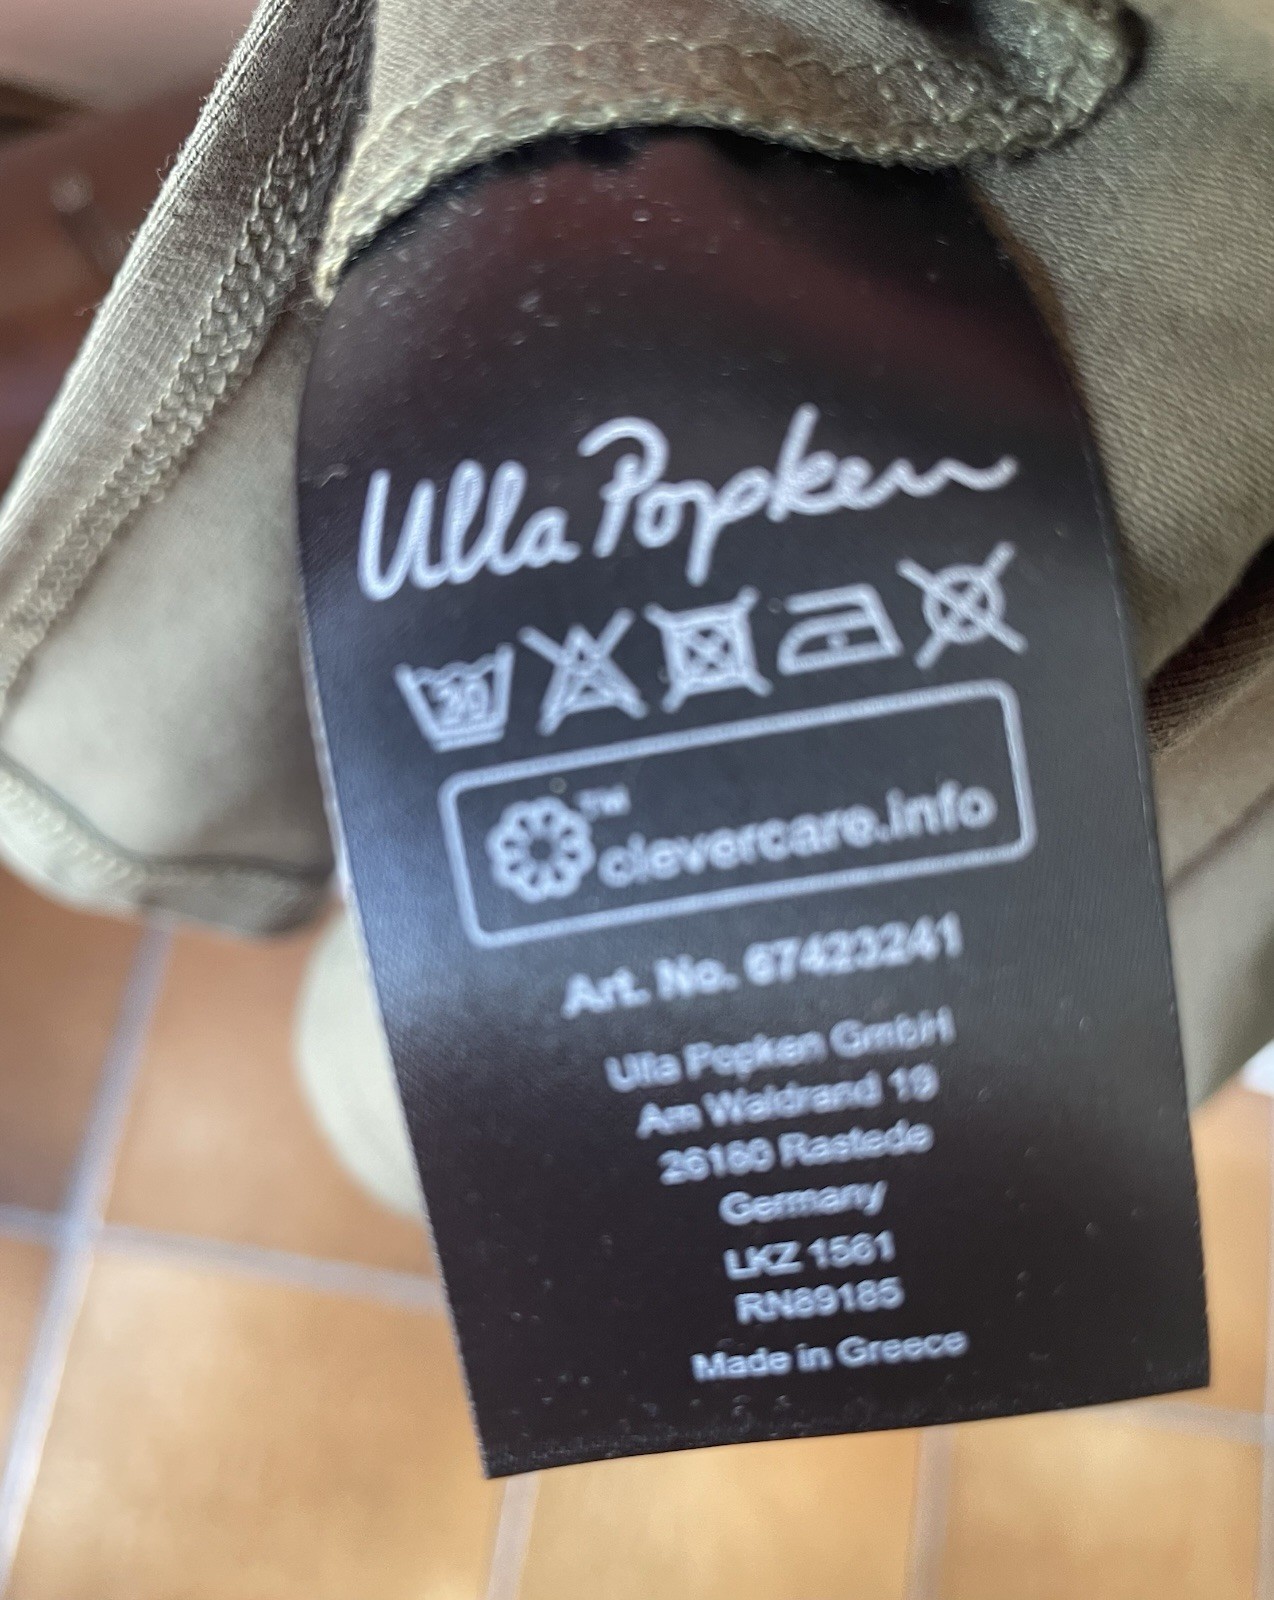 Ulla Popken
30
TM
clevercare.info
Art. No. 67423241
Ulla Popken GmbH
Am Waldrand 19
26180 Rastede
Germany
LKZ 1561
RN89185
Made in Greece